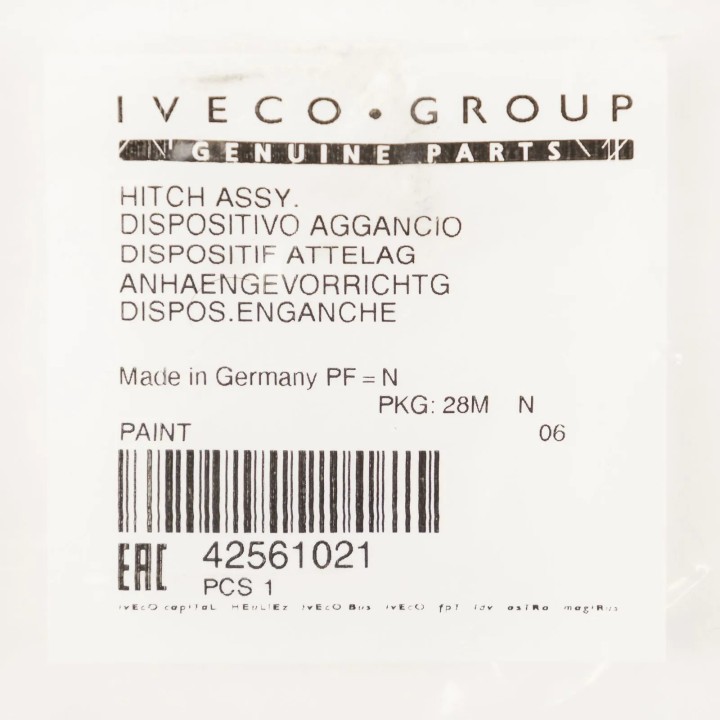 IVECO • GROUP
GENUINE PARTS
HITCH ASSY.
DISPOSITIVO AGGANCIO
DISPOSITIF ATTELAG
ANHAENGEVORRICHTG
DISPOS.ENGANCHE
Made in Germany PF = N
PKG: 28M N
PAINT 06
EAC 42561021
PCS 1
IVECO capital HEULIEZ IVECO BUS IVECO fpt idv astra magirus